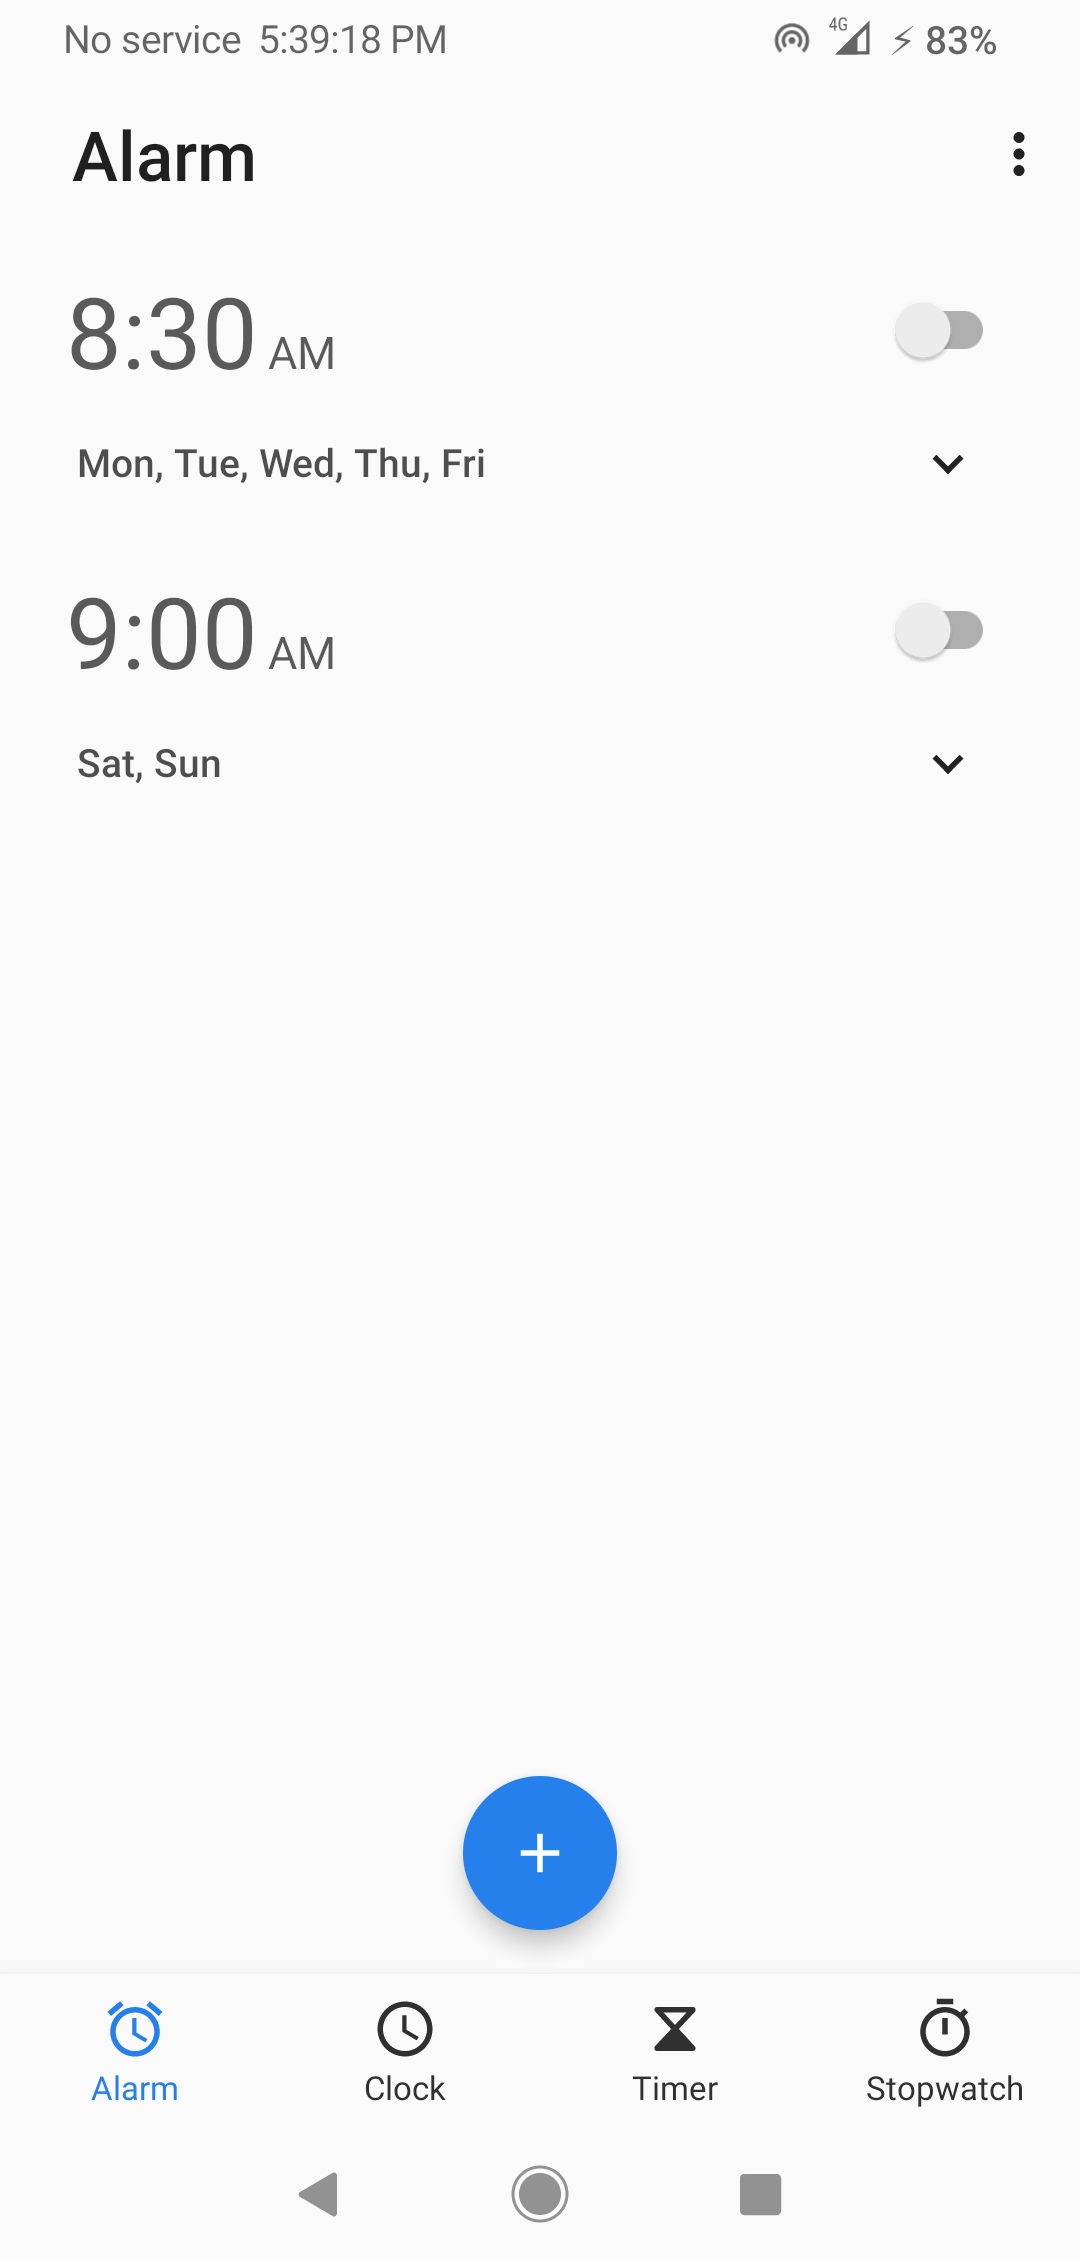 No service 5:39:18 PM 4G 83%
Alarm
8:30 AM
Mon, Tue, Wed, Thu, Fri
9:00 AM
Sat, Sun
Alarm Clock Timer Stopwatch